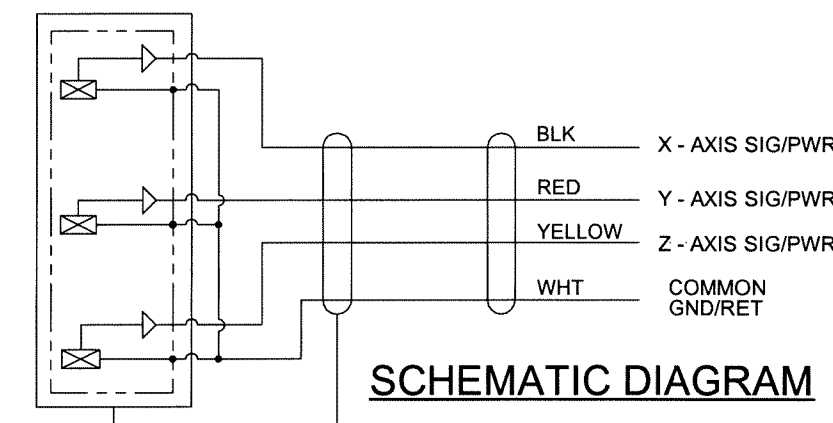 BLK X - AXIS SIG/PWR
RED Y - AXIS SIG/PWR
YELLOW Z - AXIS SIG/PWR
WHT COMMON
GND/RET
SCHEMATIC DIAGRAM